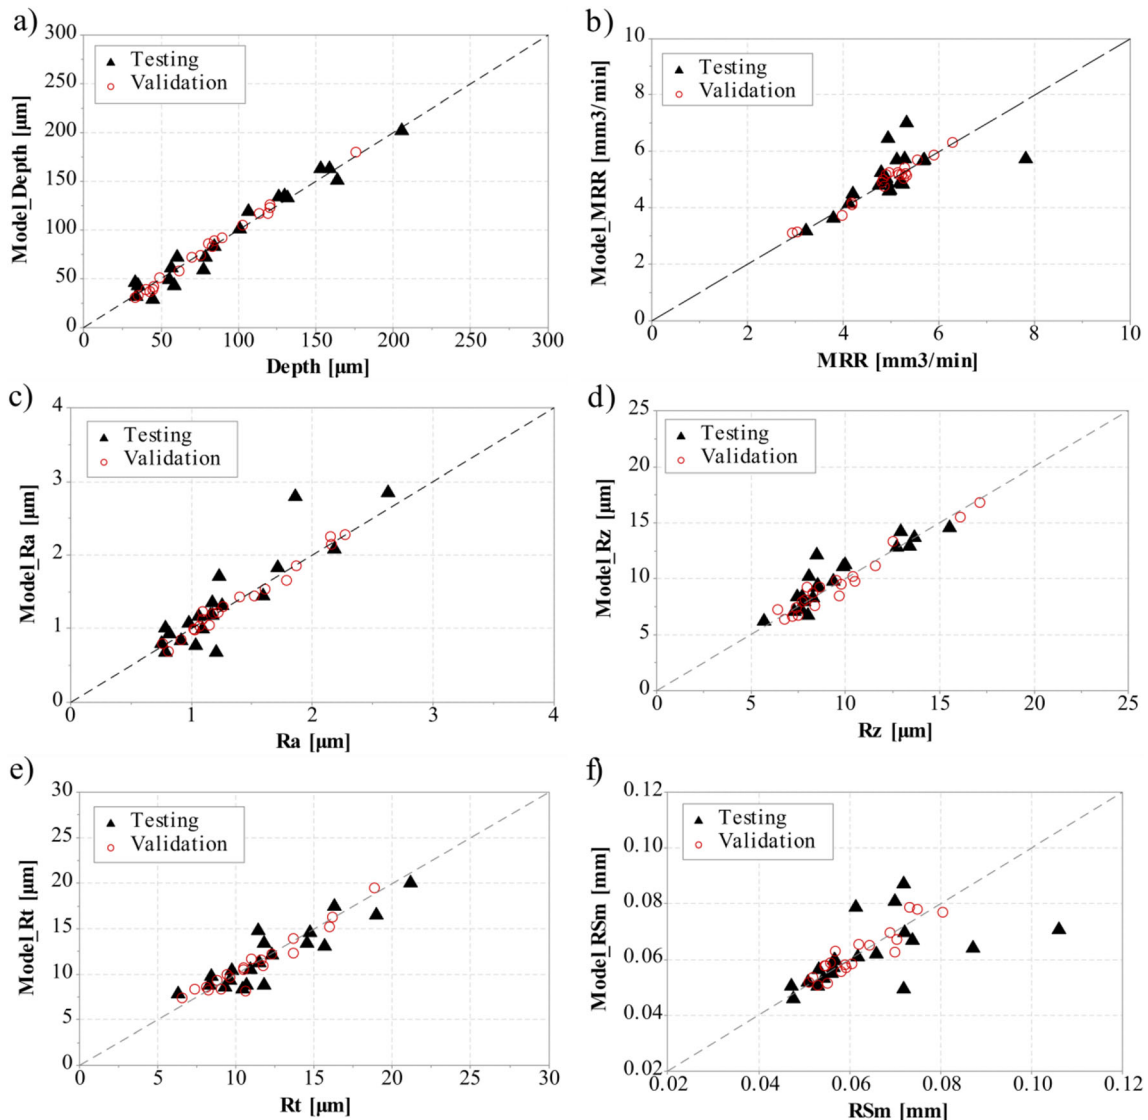 a)
300
250
200
150
100
50
0
Model_Depth [µm]
Testing
Validation
0 50 100 150 200 250 300
Depth [µm]
b)
10
8
6
4
2
0
Model_MRR [mm3/min]
Testing
Validation
0 2 4 6 8 10
MRR [mm3/min]
c)
4
3
2
1
0
Model_Ra [µm]
Testing
Validation
0 1 2 3 4
Ra [µm]
d)
25
20
15
10
5
0
Model_Rz [µm]
Testing
Validation
0 5 10 15 20 25
Rz [µm]
e)
30
25
20
15
10
5
0
Model_Rt [µm]
Testing
Validation
0 5 10 15 20 25 30
Rt [µm]
f)
0.12
0.10
0.08
0.06
0.04
0.02
Model_RSm [mm]
Testing
Validation
0.02 0.04 0.06 0.08 0.10 0.12
RSm [mm]